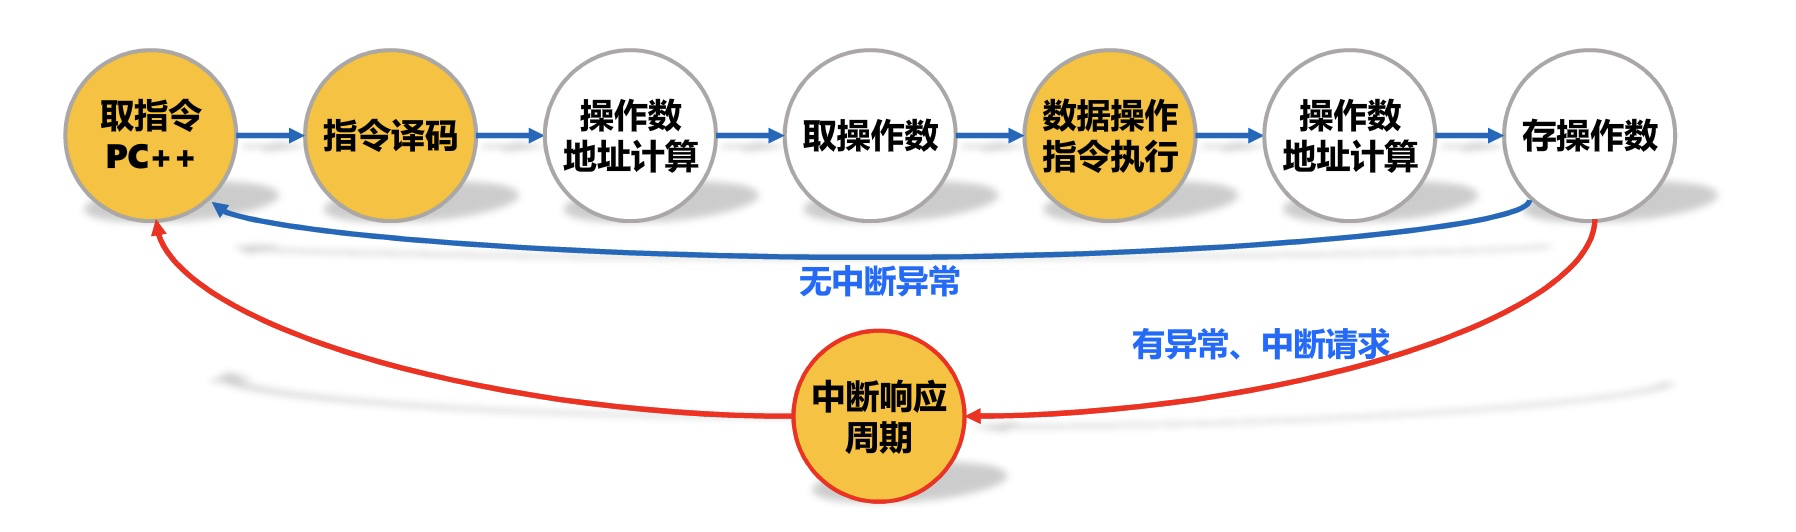 取指令
PC++
指令译码
操作数
地址计算
取操作数
数据操作
指令执行
操作数
地址计算
存操作数
无中断异常
有异常、中断请求
中断响应
周期